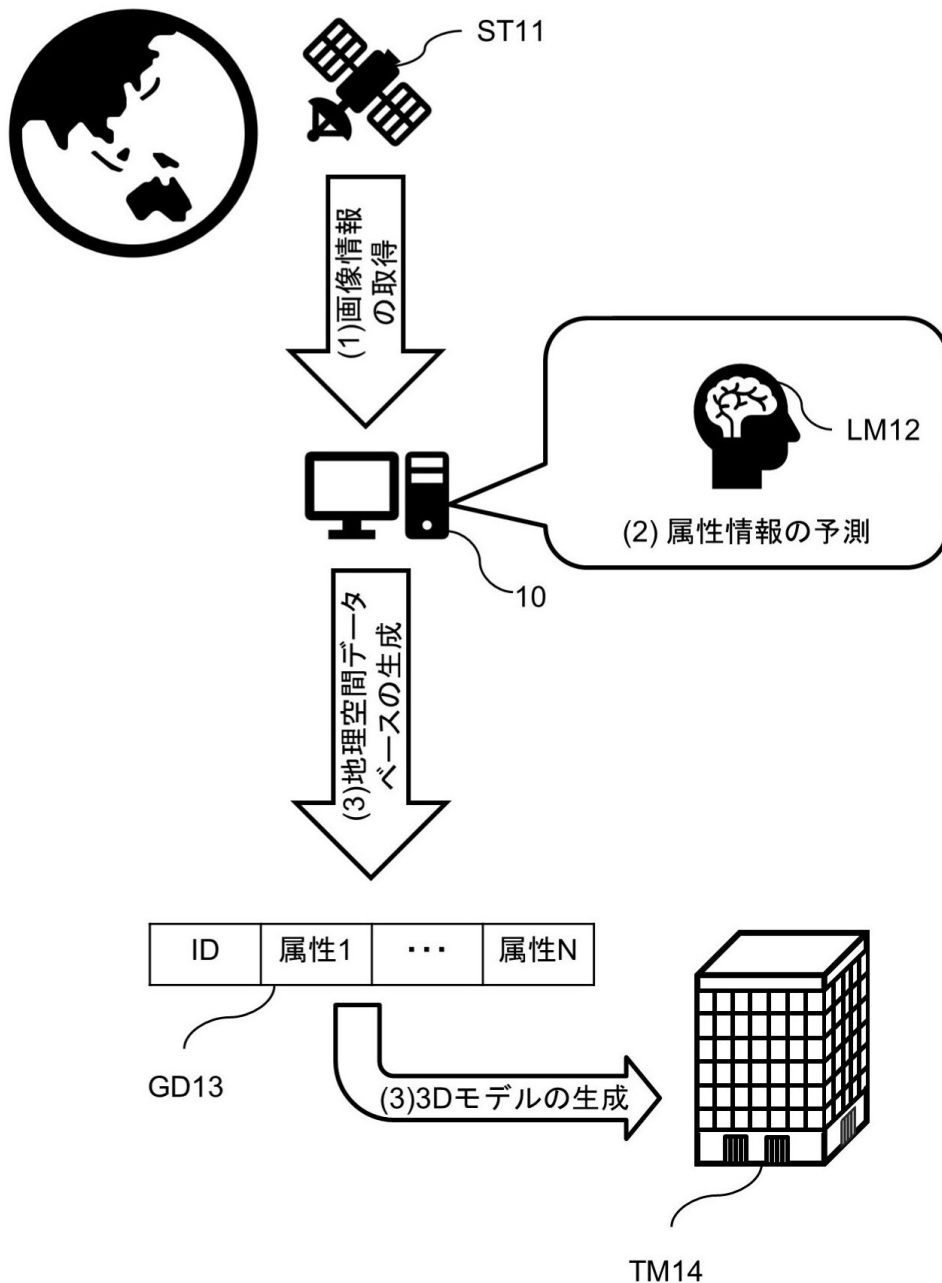 ST11
(1)画像情報
の取得
LM12
(2) 属性情報の予測
10
(3)地理空間データ
ベースの生成
ID 属性1 ・・・ 属性N
GD13
(3)3Dモデルの生成
TM14